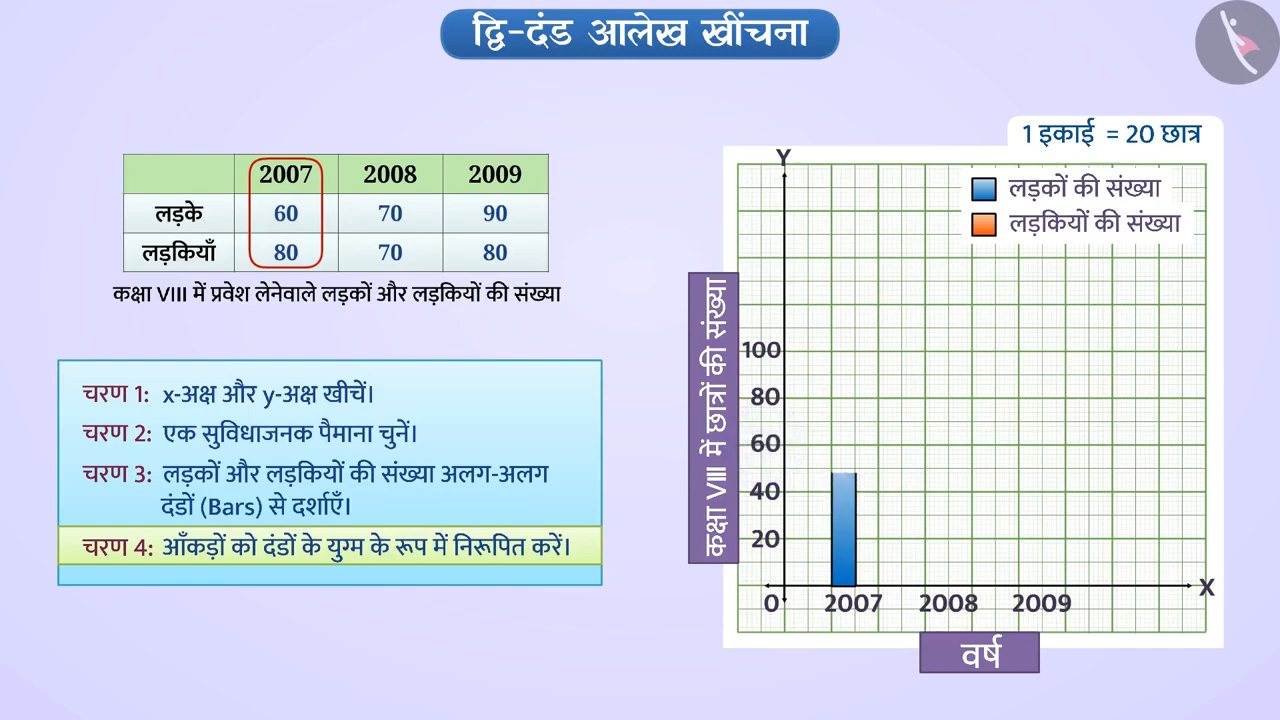 द्वि-दंड आलेख खींचना
2007 2008 2009
लड़के 60 70 90
लड़कियाँ 80 70 80
कक्षा VIII में प्रवेश लेनेवाले लड़कों और लड़कियों की संख्या
चरण 1: x-अक्ष और y-अक्ष खीचें।
चरण 2: एक सुविधाजनक पैमाना चुनें।
चरण 3: लड़कों और लड़कियों की संख्या अलग-अलग
दंडों (Bars) से दर्शाएँ।
चरण 4: आँकड़ों को दंडों के युग्म के रूप में निरूपित करें।
1 इकाई = 20 छात्र
Y
लड़कों की संख्या
लड़कियों की संख्या
कक्षा VIII में छात्रों की संख्या
100
80
60
40
20
0 2007 2008 2009 X
वर्ष